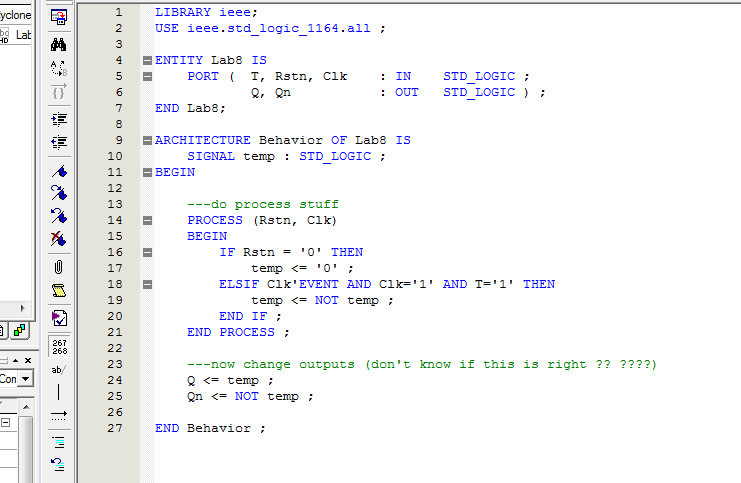 yclone
abc
Lat
Con
267
268
ab/
1 LIBRARY ieee;
2 USE ieee.std_logic_1164.all ;
3
4 ENTITY Lab8 IS
5 PORT ( T, Rstn, Clk : IN STD_LOGIC ;
6 Q, Qn : OUT STD_LOGIC ) ;
7 END Lab8;
8
9 ARCHITECTURE Behavior OF Lab8 IS
10 SIGNAL temp : STD_LOGIC ;
11 BEGIN
12
13 ---do process stuff
14 PROCESS (Rstn, Clk)
15 BEGIN
16 IF Rstn = '0' THEN
17 temp <= '0' ;
18 ELSIF Clk'EVENT AND Clk='1' AND T='1' THEN
19 temp <= NOT temp ;
20 END IF ;
21 END PROCESS ;
22
23 ---now change outputs (don't know if this is right ?? ????)
24 Q <= temp ;
25 Qn <= NOT temp ;
26
27 END Behavior ;